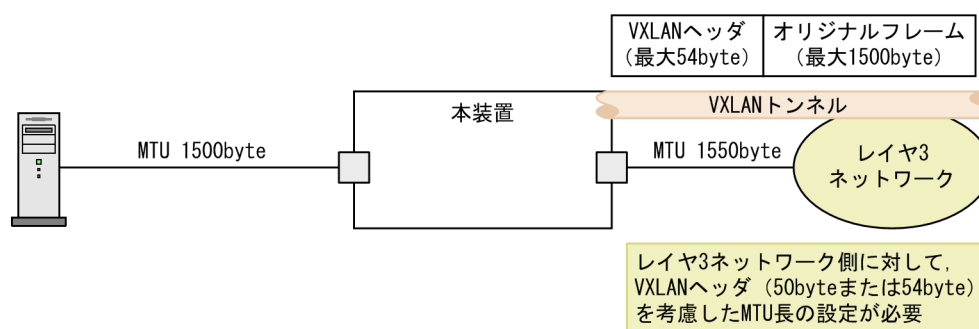 VXLANヘッダ
(最大54byte)
オリジナルフレーム
(最大1500byte)
本装置
VXLANトンネル
MTU 1500byte
MTU 1550byte
レイヤ3
ネットワーク
レイヤ3ネットワーク側に対して,
VXLANヘッダ (50byteまたは54byte)
を考慮したMTU長の設定が必要